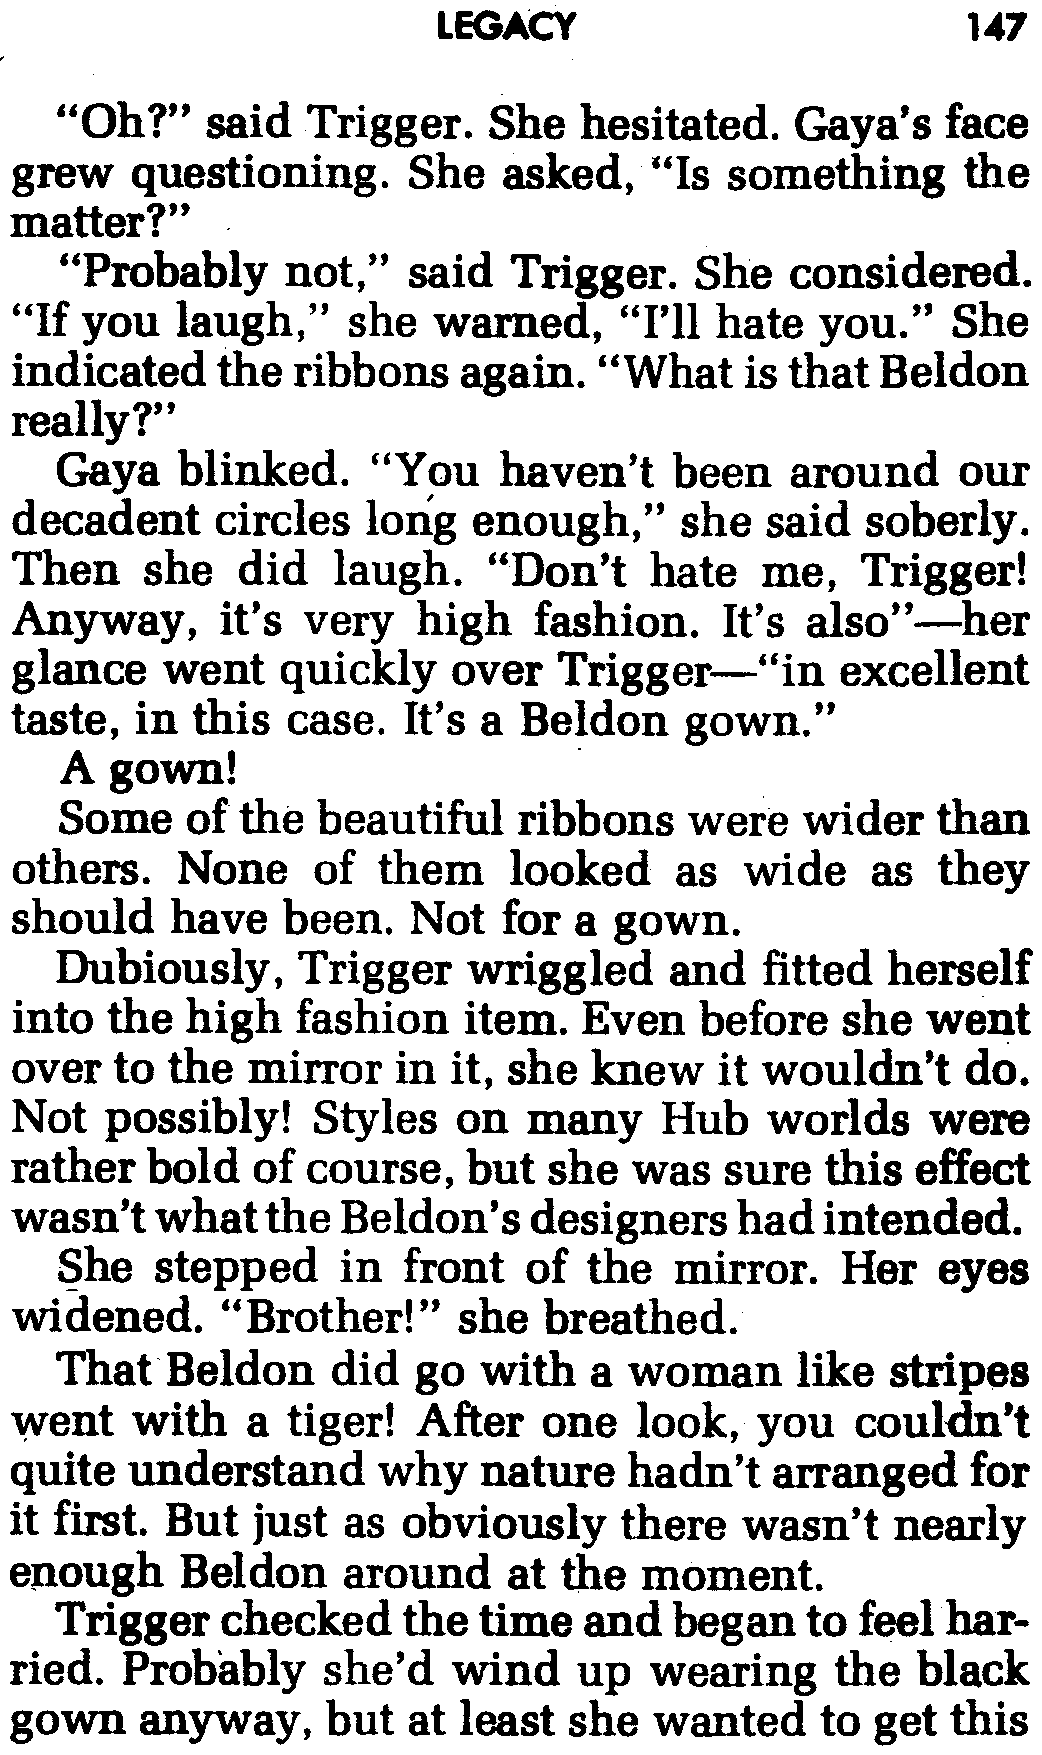 LEGACY 147
“Oh?” said Trigger. She hesitated. Gaya’s face
grew questioning. She asked, “Is something the
matter?”
“Probably not,” said Trigger. She considered.
“If you laugh,” she warned, “I’ll hate you.” She
indicated the ribbons again. “What is that Beldon
really?”
Gaya blinked. “You haven’t been around our
decadent circles long enough,” she said soberly.
Then she did laugh. “Don’t hate me, Trigger!
Anyway, it’s very high fashion. It’s also”—her
glance went quickly over Trigger—“in excellent
taste, in this case. It’s a Beldon gown.”
A gown!
Some of the beautiful ribbons were wider than
others. None of them looked as wide as they
should have been. Not for a gown.
Dubiously, Trigger wriggled and fitted herself
into the high fashion item. Even before she went
over to the mirror in it, she knew it wouldn’t do.
Not possibly! Styles on many Hub worlds were
rather bold of course, but she was sure this effect
wasn’t what the Beldon’s designers had intended.
She stepped in front of the mirror. Her eyes
widened. “Brother!” she breathed.
That Beldon did go with a woman like stripes
went with a tiger! After one look, you couldn’t
quite understand why nature hadn’t arranged for
it first. But just as obviously there wasn’t nearly
enough Beldon around at the moment.
Trigger checked the time and began to feel har-
ried. Probably she’d wind up wearing the black
gown anyway, but at least she wanted to get this